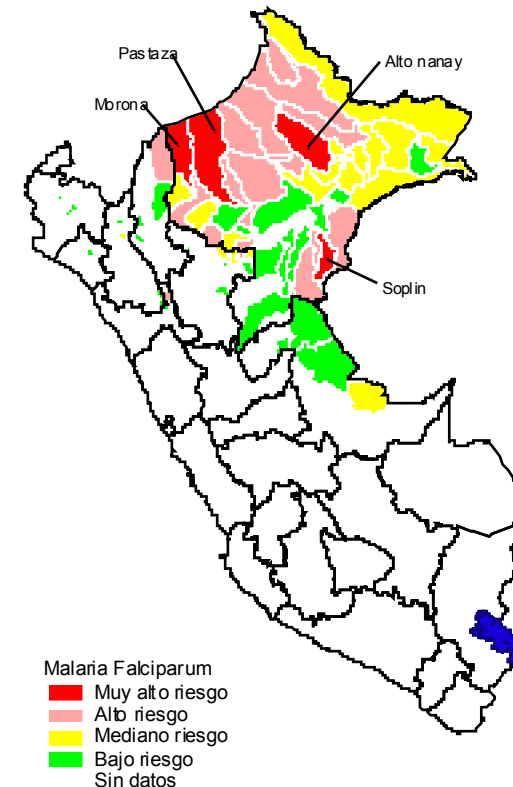 Pastaza
Alto nanay
Morona
Soplin
Malaria Falciparum
Muy alto riesgo
Alto riesgo
Mediano riesgo
Bajo riesgo
Sin datos